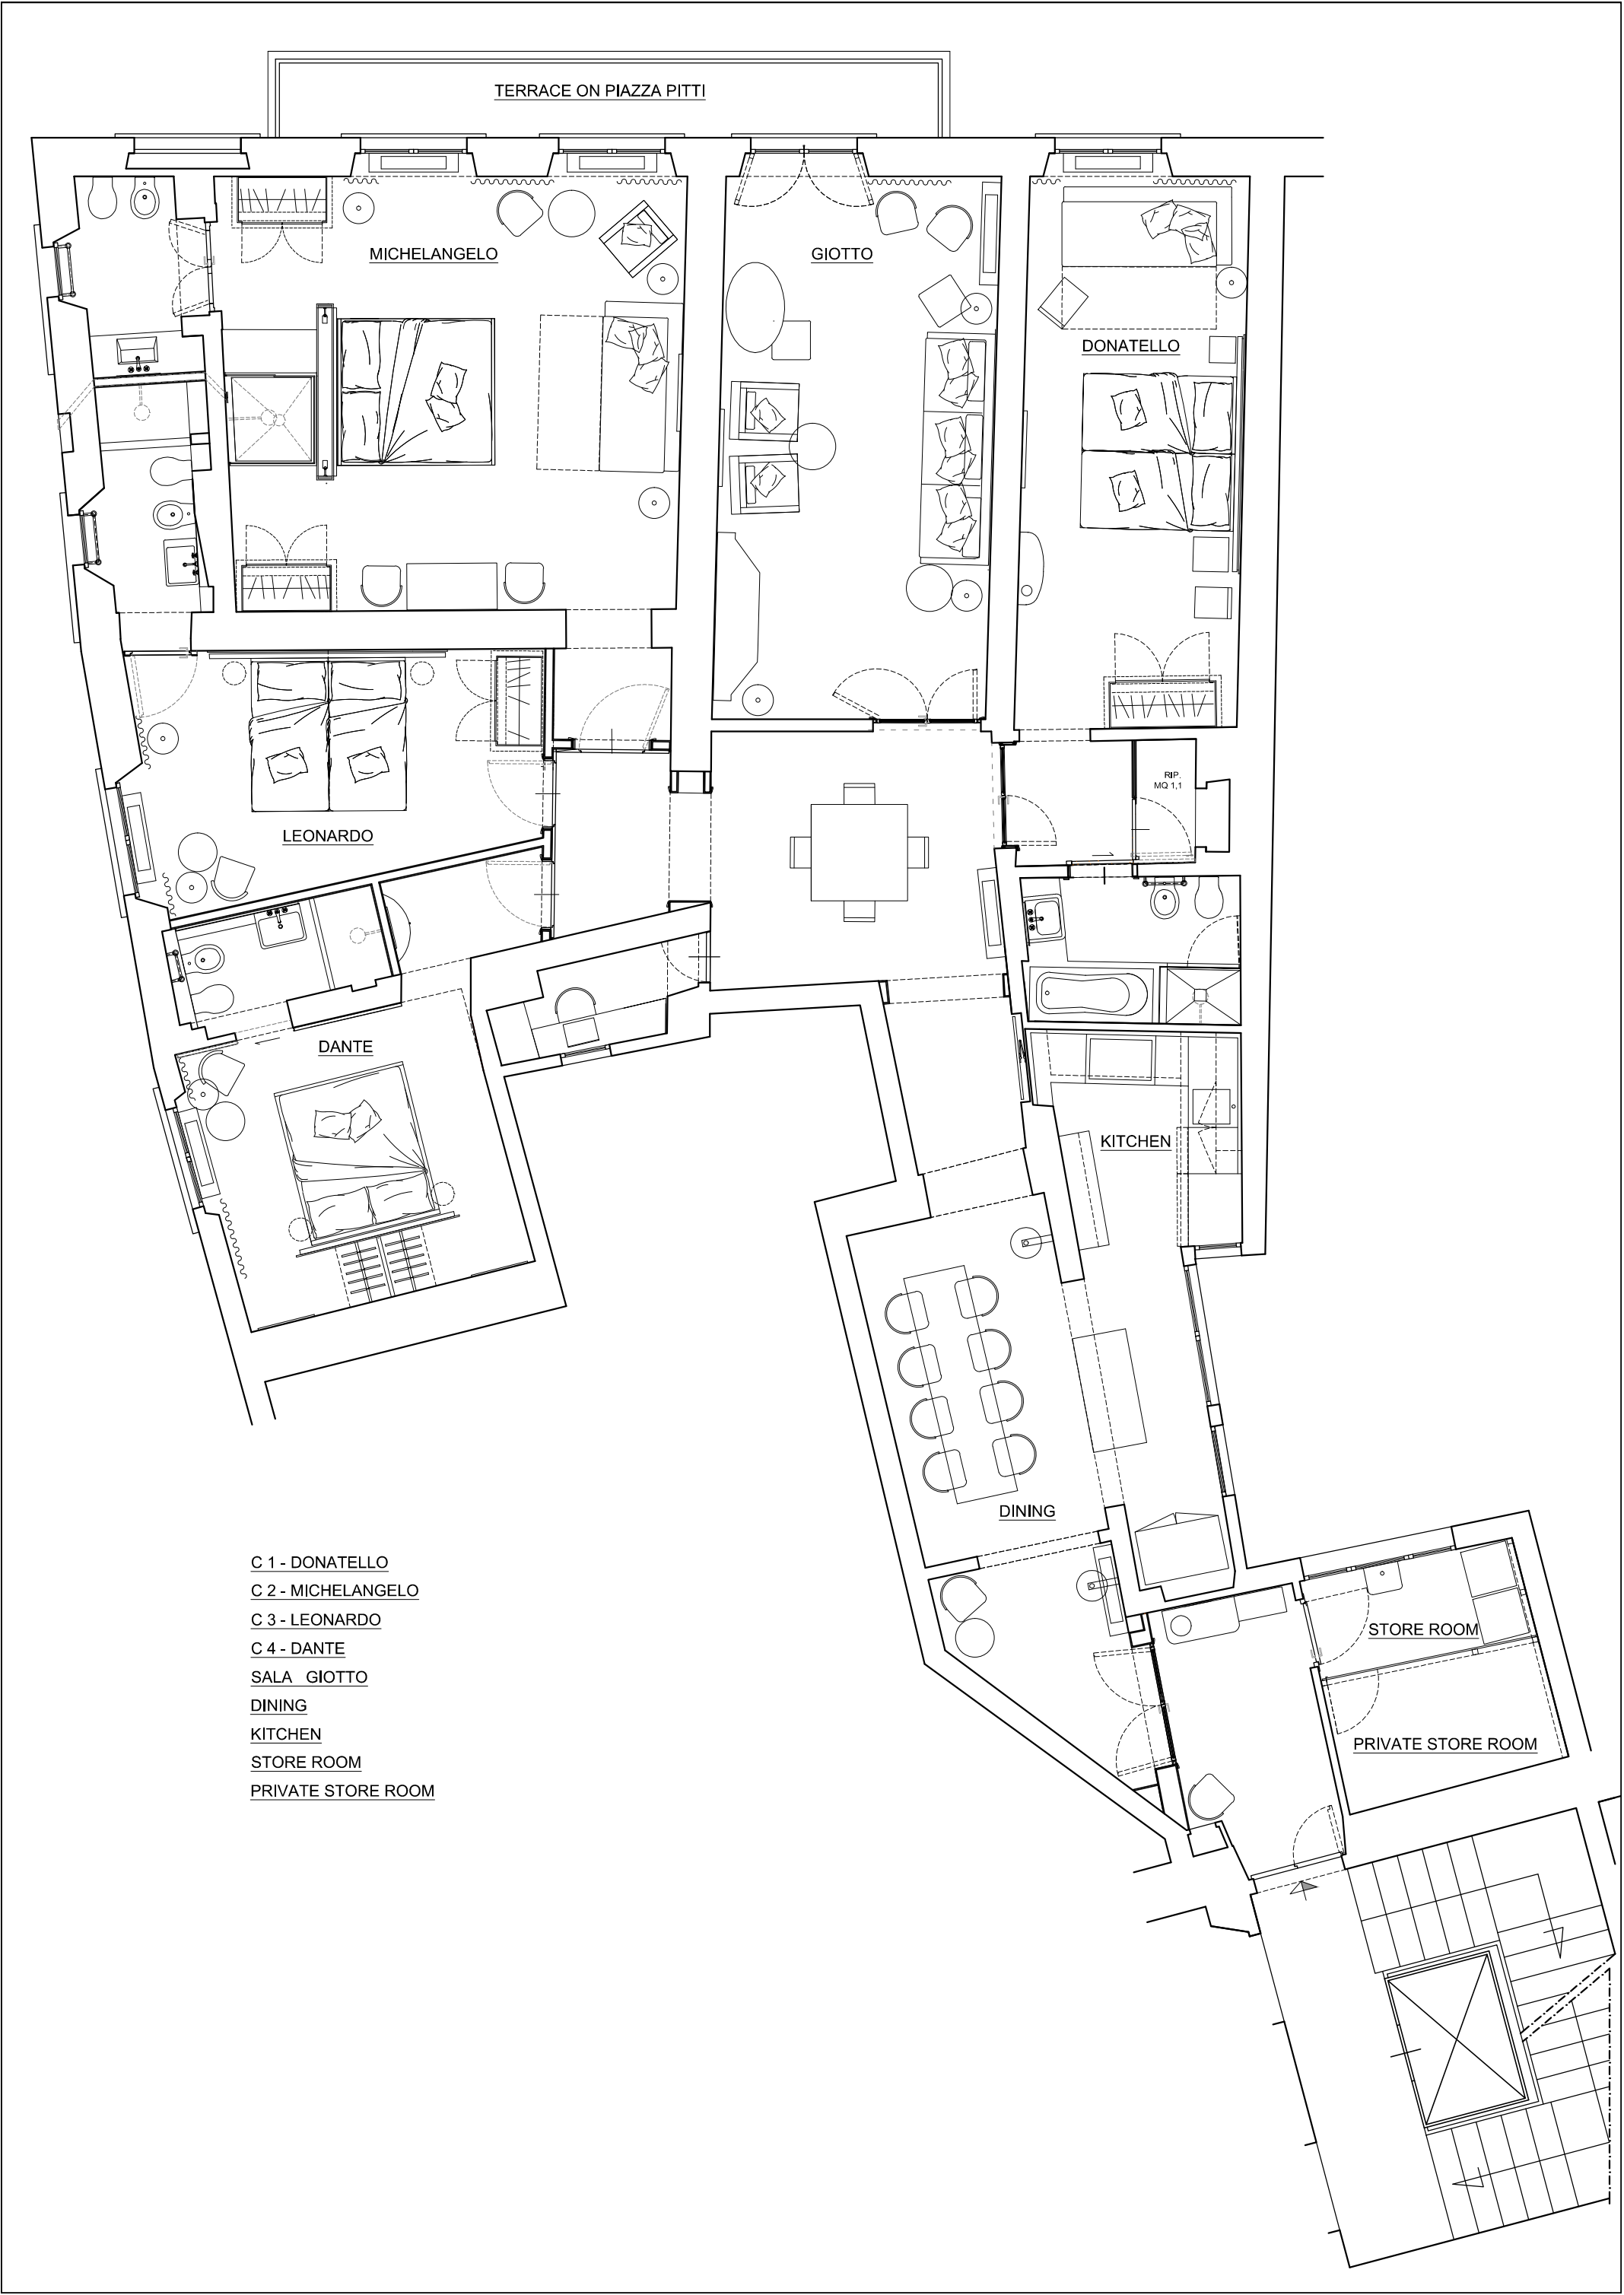 TERRACE ON PIAZZA PITTI
MICHELANGELO
GIOTTO
DONATELLO
RIP.
MQ 1,1
LEONARDO
DANTE
KITCHEN
DINING
STORE ROOM
PRIVATE STORE ROOM
C 1 - DONATELLO
C 2 - MICHELANGELO
C 3 - LEONARDO
C 4 - DANTE
SALA GIOTTO
DINING
KITCHEN
STORE ROOM
PRIVATE STORE ROOM